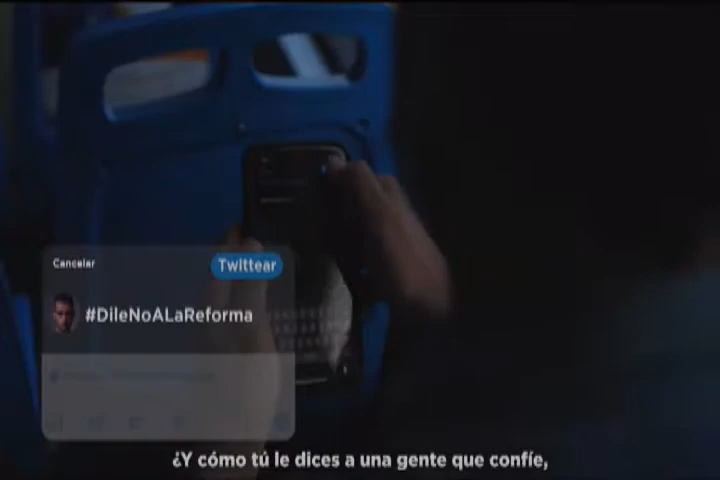 Cancelar
Twittear
#DileNoALaReforma
¿Y cómo tú le dices a una gente que confíe,